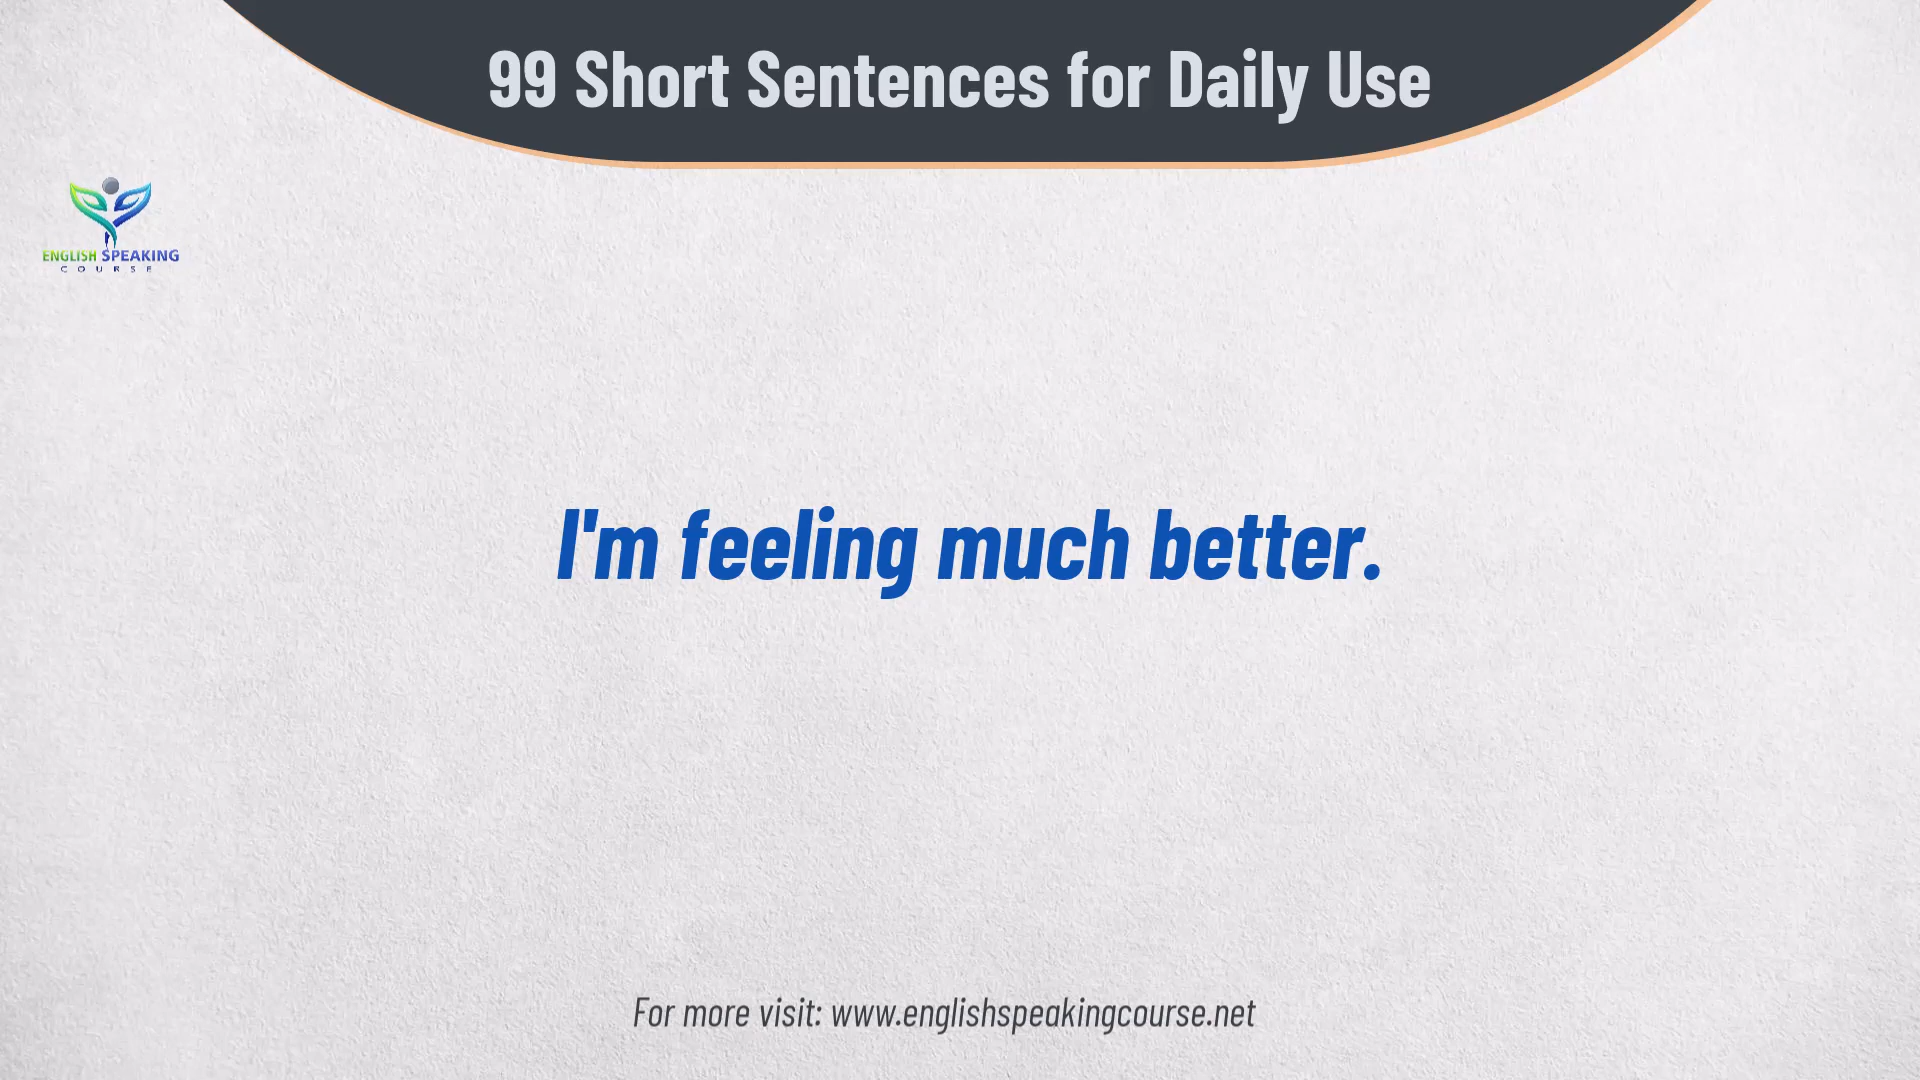 99 Short Sentences for Daily Use
ENGLISH SPEAKING
COURSE
I'm feeling much better.
For more visit: www.englishspeakingcourse.net